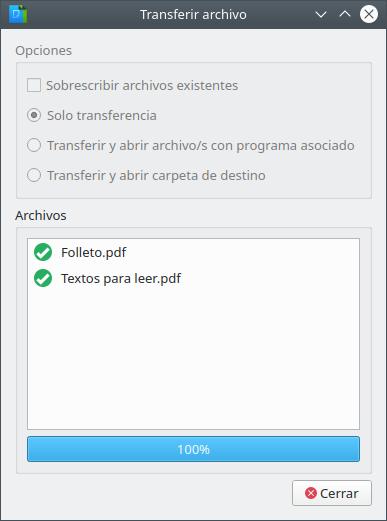 Transferir archivo
Opciones
Sobrescribir archivos existentes
Solo transferencia
Transferir y abrir archivo/s con programa asociado
Transferir y abrir carpeta de destino
Archivos
Folleto.pdf
Textos para leer.pdf
100%
Cerrar